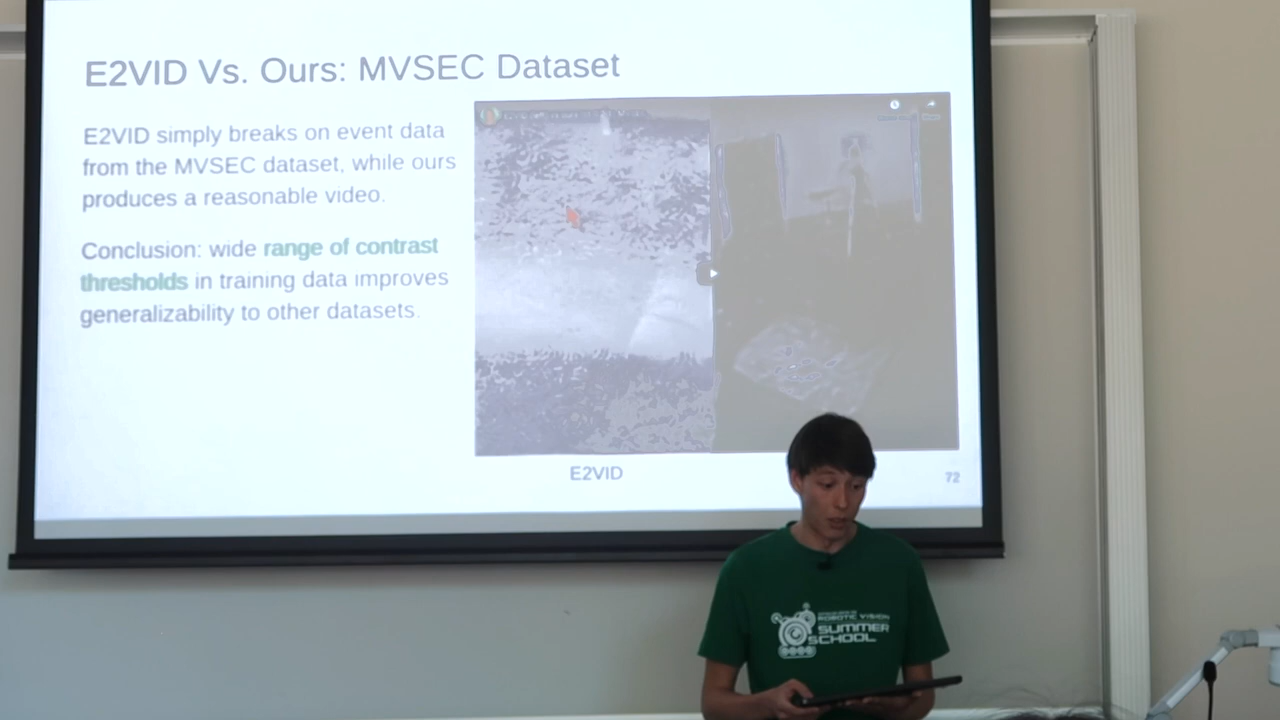 E2VID Vs. Ours: MVSEC Dataset
E2VID simply breaks on event data
from the MVSEC dataset, while ours
produces a reasonable video.
Conclusion: wide range of contrast
thresholds in training data improves
generalizability to other datasets.
E2VID
72
ROBOTIC VISION
SUMMER
SCHOOL